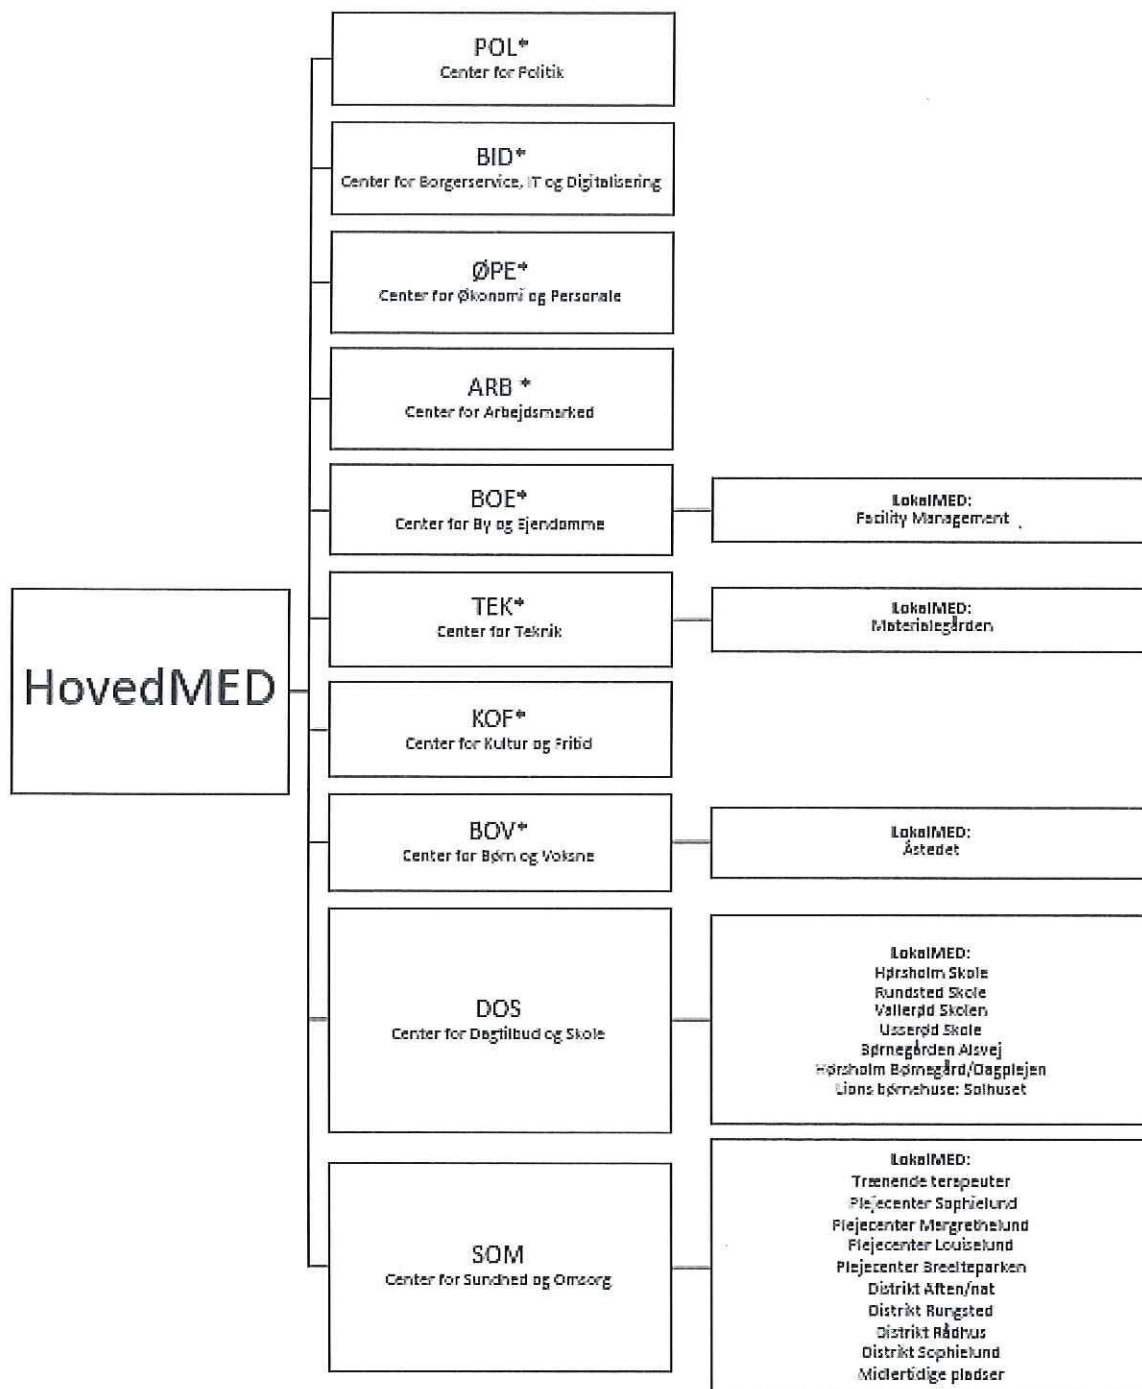 HovedMED
POL*
Center for Politik
BID*
Center for Borgerservice, IT og Digitalisering
ØPE*
Center for Økonomi og Personale
ARB *
Center for Arbejdsmarked
BOE*
Center for By og Ejendomme
LokalMED:
Facility Management
TEK*
Center for Teknik
LokalMED:
Materialegården
KOF*
Center for Kultur og Fritid
BOV*
Center for Børn og Voksne
LokalMED:
Åstedet
DOS
Center for Dagtilbud og Skole
LokalMED:
Hørsholm Skole
Rundsted Skole
Vallerød Skolen
Usserød Skole
Børnegården Alsvej
Hørsholm Børnegård/Dagplejen
Lions børnehuse: Solhuset
SOM
Center for Sundhed og Omsorg
LokalMED:
Trænende terapeuter
Plejecenter Sophielund
Plejecenter Margrethelund
Plejecenter Louiselund
Plejecenter Breelteparken
Distrikt Aften/nat
Distrikt Rungsted
Distrikt Rådhus
Distrikt Sophielund
Midlertidige pladser